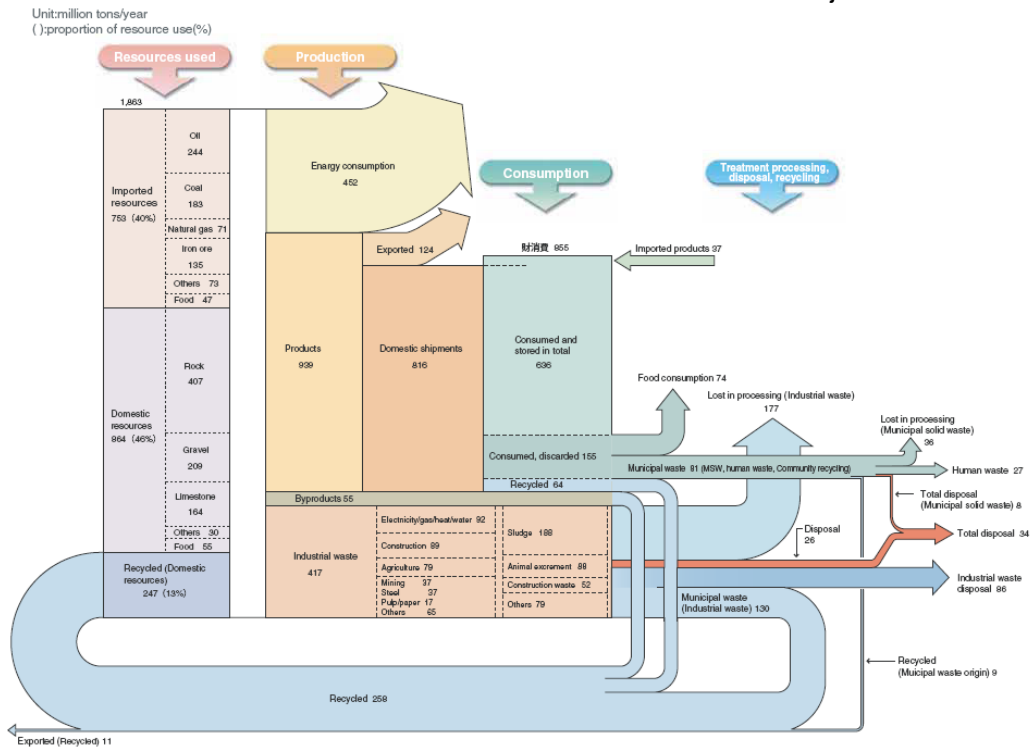 Unit:million tons/year
( ):proportion of resource use(%)
Resources used
Production
Consumption
Treatment processing,
disposal, recycling
1,863
Imported
resources
753 (40%)
Oil
244
Coal
183
Natural gas 71
Iron ore
135
Others 73
Food 47
Domestic
resources
864 (46%)
Rock
407
Gravel
209
Limestone
164
Others 30
Food 55
Recycled (Domestic
resources)
247 (13%)
Energy consumption
452
Exported 124
Products
939
Domestic shipments
816
財消費 855
Imported products 37
Consumed and
stored in total
636
Consumed, discarded 155
Recycled 64
Byproducts 55
Industrial waste
417
Electricity/gas/heat/water 92
Construction 89
Agriculture 79
Mining 37
Steel 37
Pulp/paper 17
Others 65
Sludge 188
Animal excrement 88
Construction waste 52
Others 79
Food consumption 74
Lost in processing (Industrial waste)
177
Lost in processing
(Municipal solid waste)
36
Municipal waste 91 (MSW, human waste, Community recycling)
Human waste 27
Total disposal
(Municipal solid waste) 8
Disposal
26
Total disposal 34
Industrial waste
disposal 86
Municipal waste
(Industrial waste) 130
Recycled
(Muicipal waste origin) 9
Recycled 258
Exported (Recycled) 11